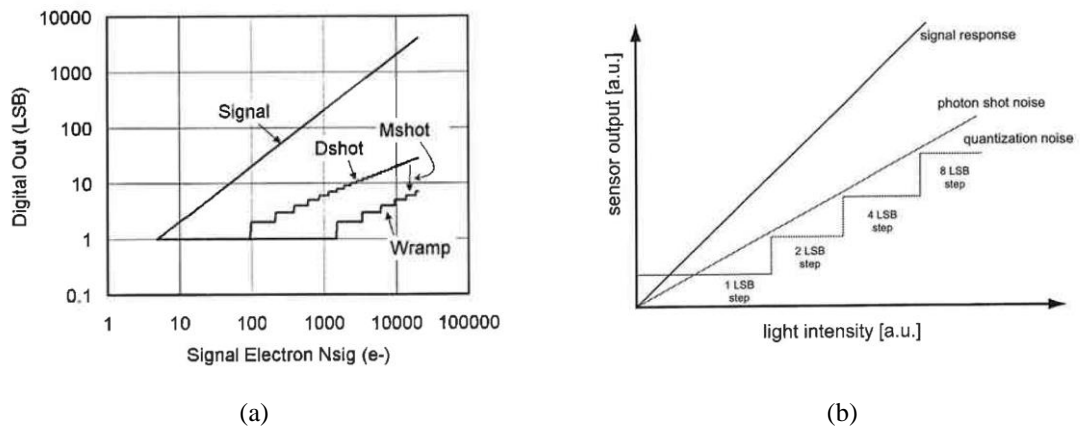 10000
1000
100
10
1
0.1
Digital Out (LSB)
Signal
Dshot
Mshot
Wramp
1
10
100
1000
10000
100000
Signal Electron Nsig (e-)
(a)
sensor output [a.u.]
signal response
photon shot noise
quantization noise
8 LSB
step
4 LSB
step
2 LSB
step
1 LSB
step
light intensity [a.u.]
(b)